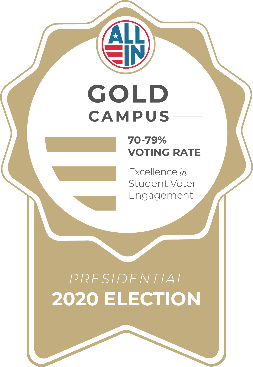 ALL
IN
GOLD
CAMPUS
70-79%
VOTING RATE
Excellence in
Student Voter
Engagement
PRESIDENTIAL
2020 ELECTION